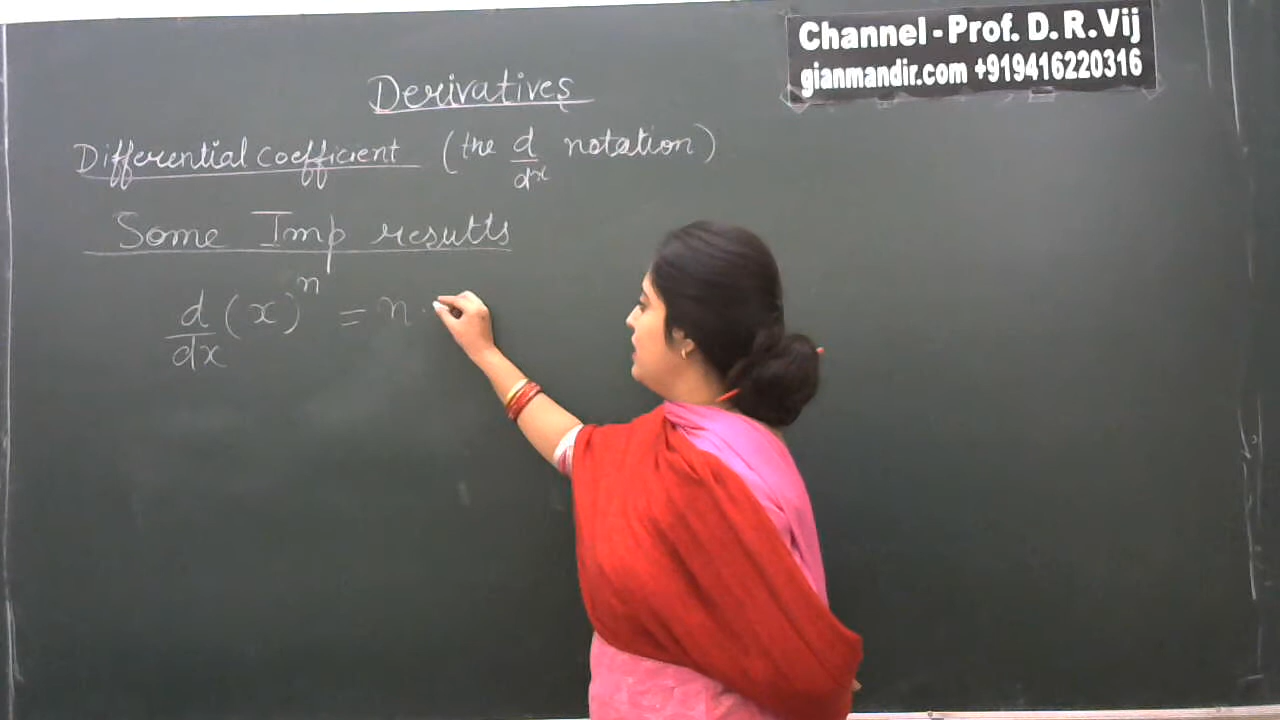 Channel - Prof. D. R. Vij
gianmandir.com +919416220316
Derivatives
Differential coefficient (the d/dx notation)
Some Imp results
d/dx (x)^n = n ·